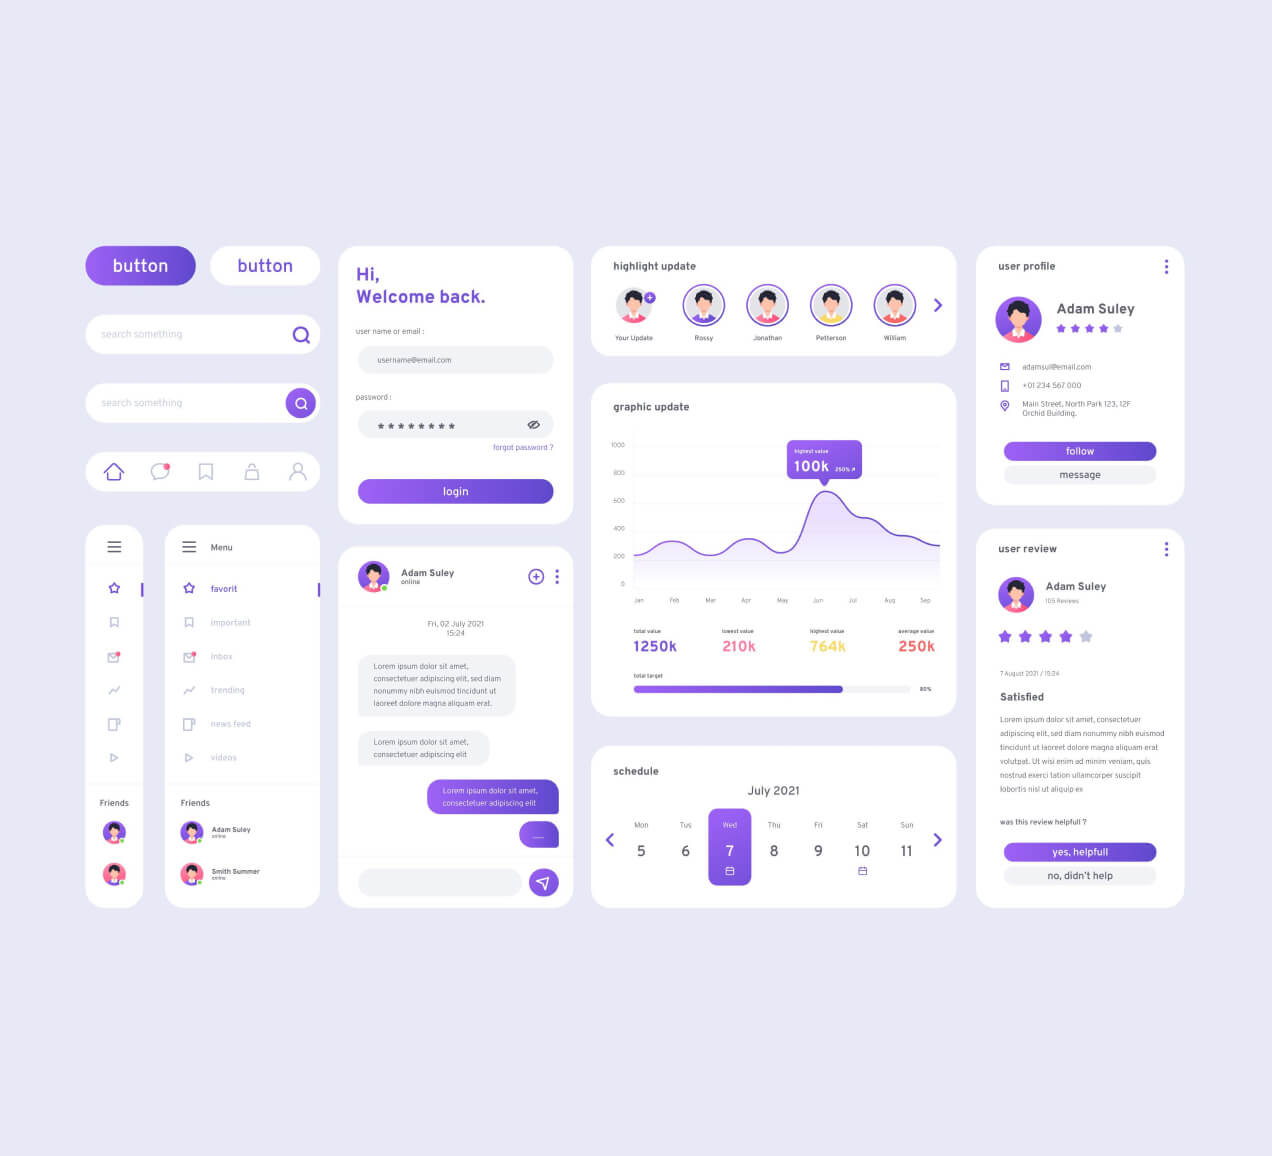 button
button
search something
search something
Menu
favorit
important
inbox
trending
news feed
videos
Friends
Friends
Adam Suley
online
Smith Summer
online
Hi,
Welcome back.
user name or email :
username@email.com
password :
********
forgot password ?
login
Adam Suley
online
Fri, 02 July 2021
15:24
Lorem ipsum dolor sit amet,
consectetuer adipiscing elit, sed diam
nonummy nibh euismod tincidunt ut
laoreet dolore magna aliquam erat.
Lorem ipsum dolor sit amet,
consectetuer adipiscing elit
Lorem ipsum dolor sit amet,
consectetuer adipiscing elit
highlight update
Your Update
Rossy
Jonathan
Petterson
William
graphic update
1000
800
600
400
200
0
highest value
100k 250%
Jan Feb Mar Apr May Jun Jul Aug Sep
total value
1250k
lowest value
210k
highest value
764k
average value
250k
total target
80%
schedule
July 2021
Mon Tus Wed Thu Fri Sat Sun
5 6 7 8 9 10 11
user profile
Adam Suley
adamsul@email.com
+01 234 567 000
Main Street, North Park 123, 12F
Orchid Building.
follow
message
user review
Adam Suley
105 Reviews
7 August 2021 / 15:24
Satisfied
Lorem ipsum dolor sit amet, consectetuer
adipiscing elit, sed diam nonummy nibh euismod
tincidunt ut laoreet dolore magna aliquam erat
volutpat. Ut wisi enim ad minim veniam, quis
nostrud exerci tation ullamcorper suscipit
lobortis nisl ut aliquip ex
was this review helpfull ?
yes, helpfull
no, didn't help